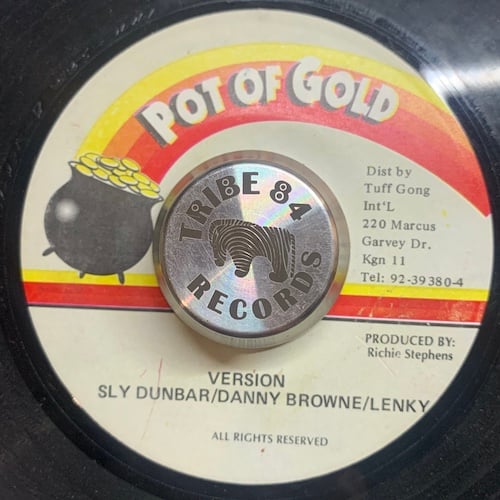 POT OF GOLD
Dist by
Tuff Gong
Int'L
220 Marcus
Garvey Dr.
Kgn 11
Tel: 92-39380-4
TRIBE 84
RECORDS
PRODUCED BY:
Richie Stephens
VERSION
SLY DUNBAR/DANNY BROWNE/LENKY
ALL RIGHTS RESERVED